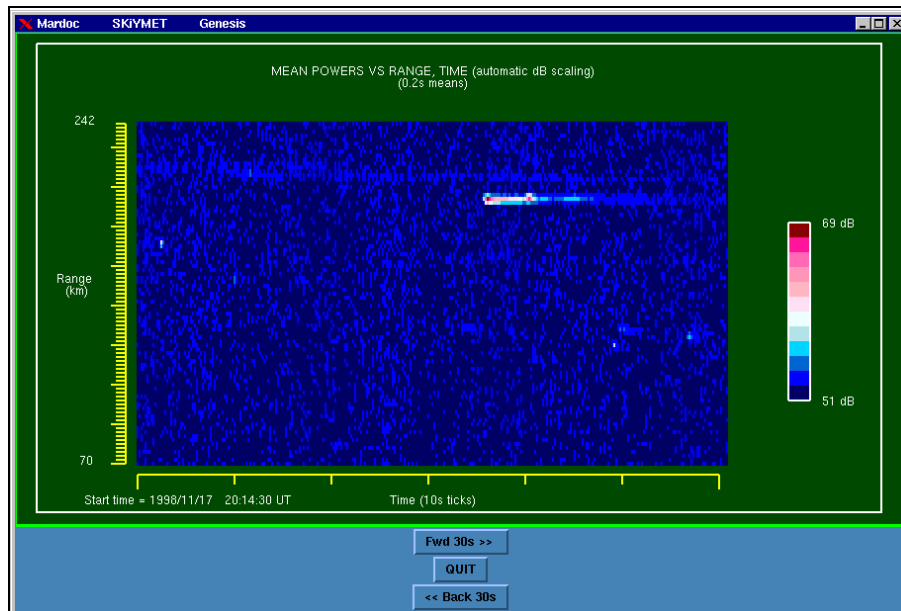 Mardoc SKiYMET Genesis
MEAN POWERS VS RANGE, TIME (automatic dB scaling)
(0.2s means)
242
69 dB
Range
(km)
51 dB
70
Start time = 1998/11/17 20:14:30 UT Time (10s ticks)
Fwd 30s >>
QUIT
<< Back 30s